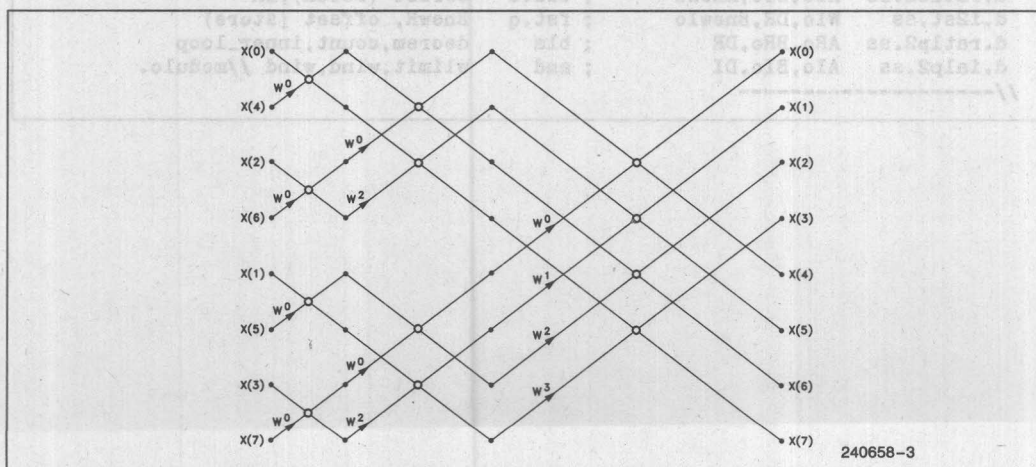 X(0) X(0)
W⁰
X(4) X(1)
W⁰
X(2) X(2)
W⁰ W²
X(6) X(3)
W⁰
X(1) X(4)
W⁰ W¹
X(5) X(5)
W⁰ W²
X(3) X(6)
W⁰ W² W³
X(7) X(7)
240658-3